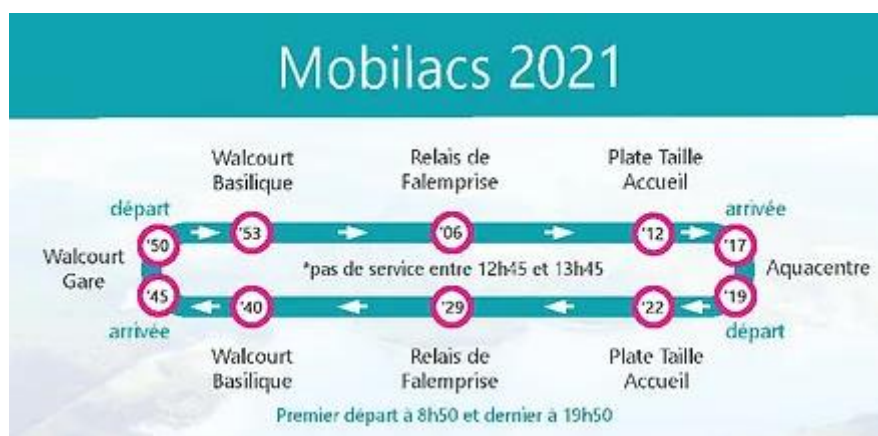 Mobilacs 2021
Walcourt
Basilique
Relais de
Falemprise
Plate Taille
Accueil
départ
arrivée
'50
'53
'06
'12
'17
Walcourt
Gare
*pas de service entre 12h45 et 13h45
Aquacentre
'45
'40
'29
'22
'19
arrivée
départ
Walcourt
Basilique
Relais de
Falemprise
Plate Taille
Accueil
Premier départ à 8h50 et dernier à 19h50